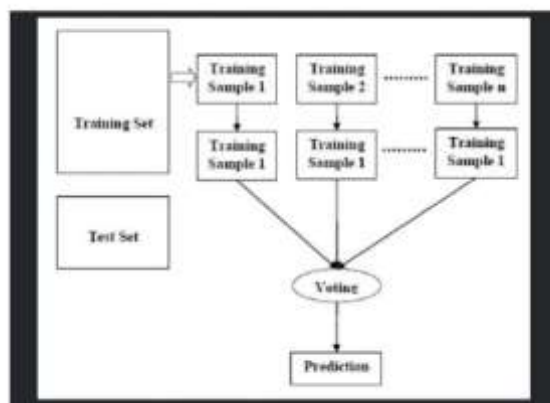 Training
Sample 1
Training
Sample 2
Training
Sample n
Training Set
Training
Sample 1
Training
Sample 1
Training
Sample 1
Test Set
Voting
Prediction